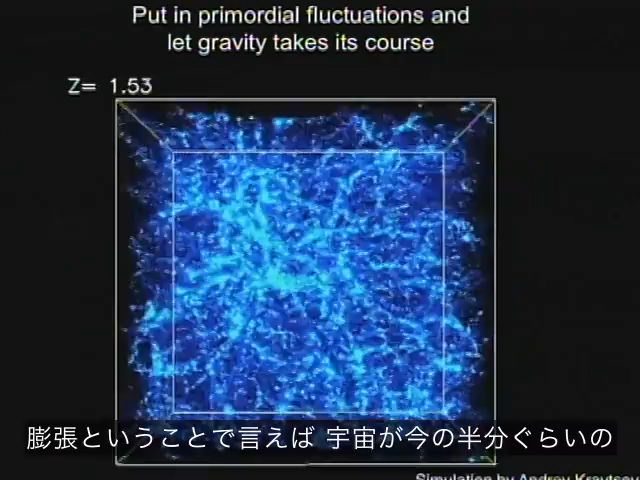 Put in primordial fluctuations and
let gravity takes its course
Z= 1.53
膨張ということで言えば 宇宙が今の半分ぐらいの
Simulation by Andrey Kravtsov